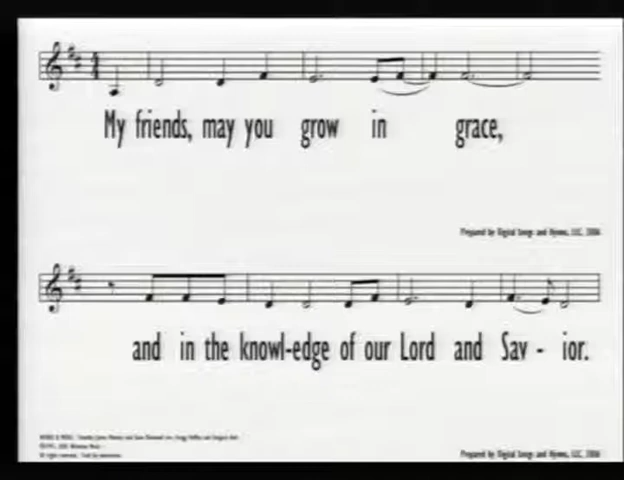 My friends, may you grow in grace,
Prepared by Digital Songs and Hymns, LLC, 2006
and in the knowl-edge of our Lord and Sav - ior.
Prepared by Digital Songs and Hymns, LLC, 2006